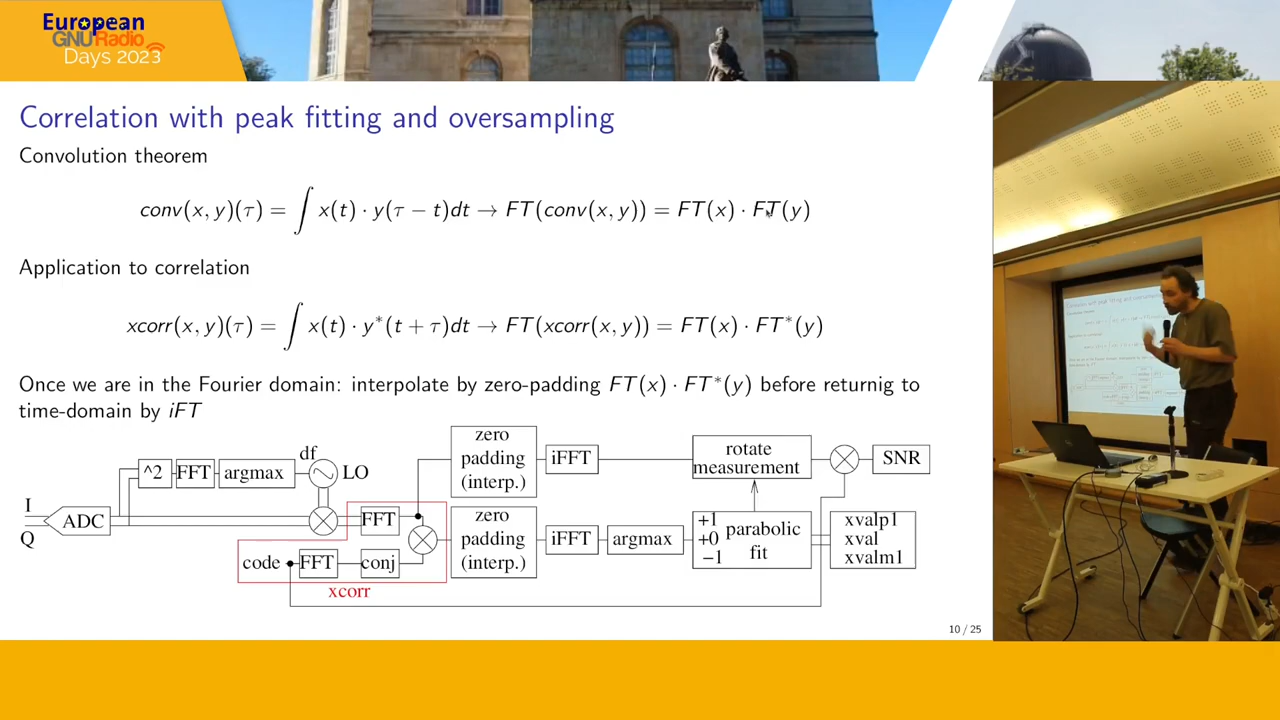 European
GNURadio
Days 2023
Correlation with peak fitting and oversampling
Convolution theorem
conv(x, y)(τ) = ∫ x(t) · y(τ − t)dt → FT(conv(x, y)) = FT(x) · FT(y)
Application to correlation
xcorr(x, y)(τ) = ∫ x(t) · y*(t + τ)dt → FT(xcorr(x, y)) = FT(x) · FT*(y)
Once we are in the Fourier domain: interpolate by zero-padding FT(x) · FT*(y) before returnig to
time-domain by iFT
I
Q
ADC
^2
FFT
argmax
df
LO
FFT
code
FFT
conj
xcorr
zero
padding
(interp.)
iFFT
rotate
measurement
SNR
zero
padding
(interp.)
iFFT
argmax
+1
+0
−1
parabolic
fit
xvalp1
xval
xvalm1
10 / 25